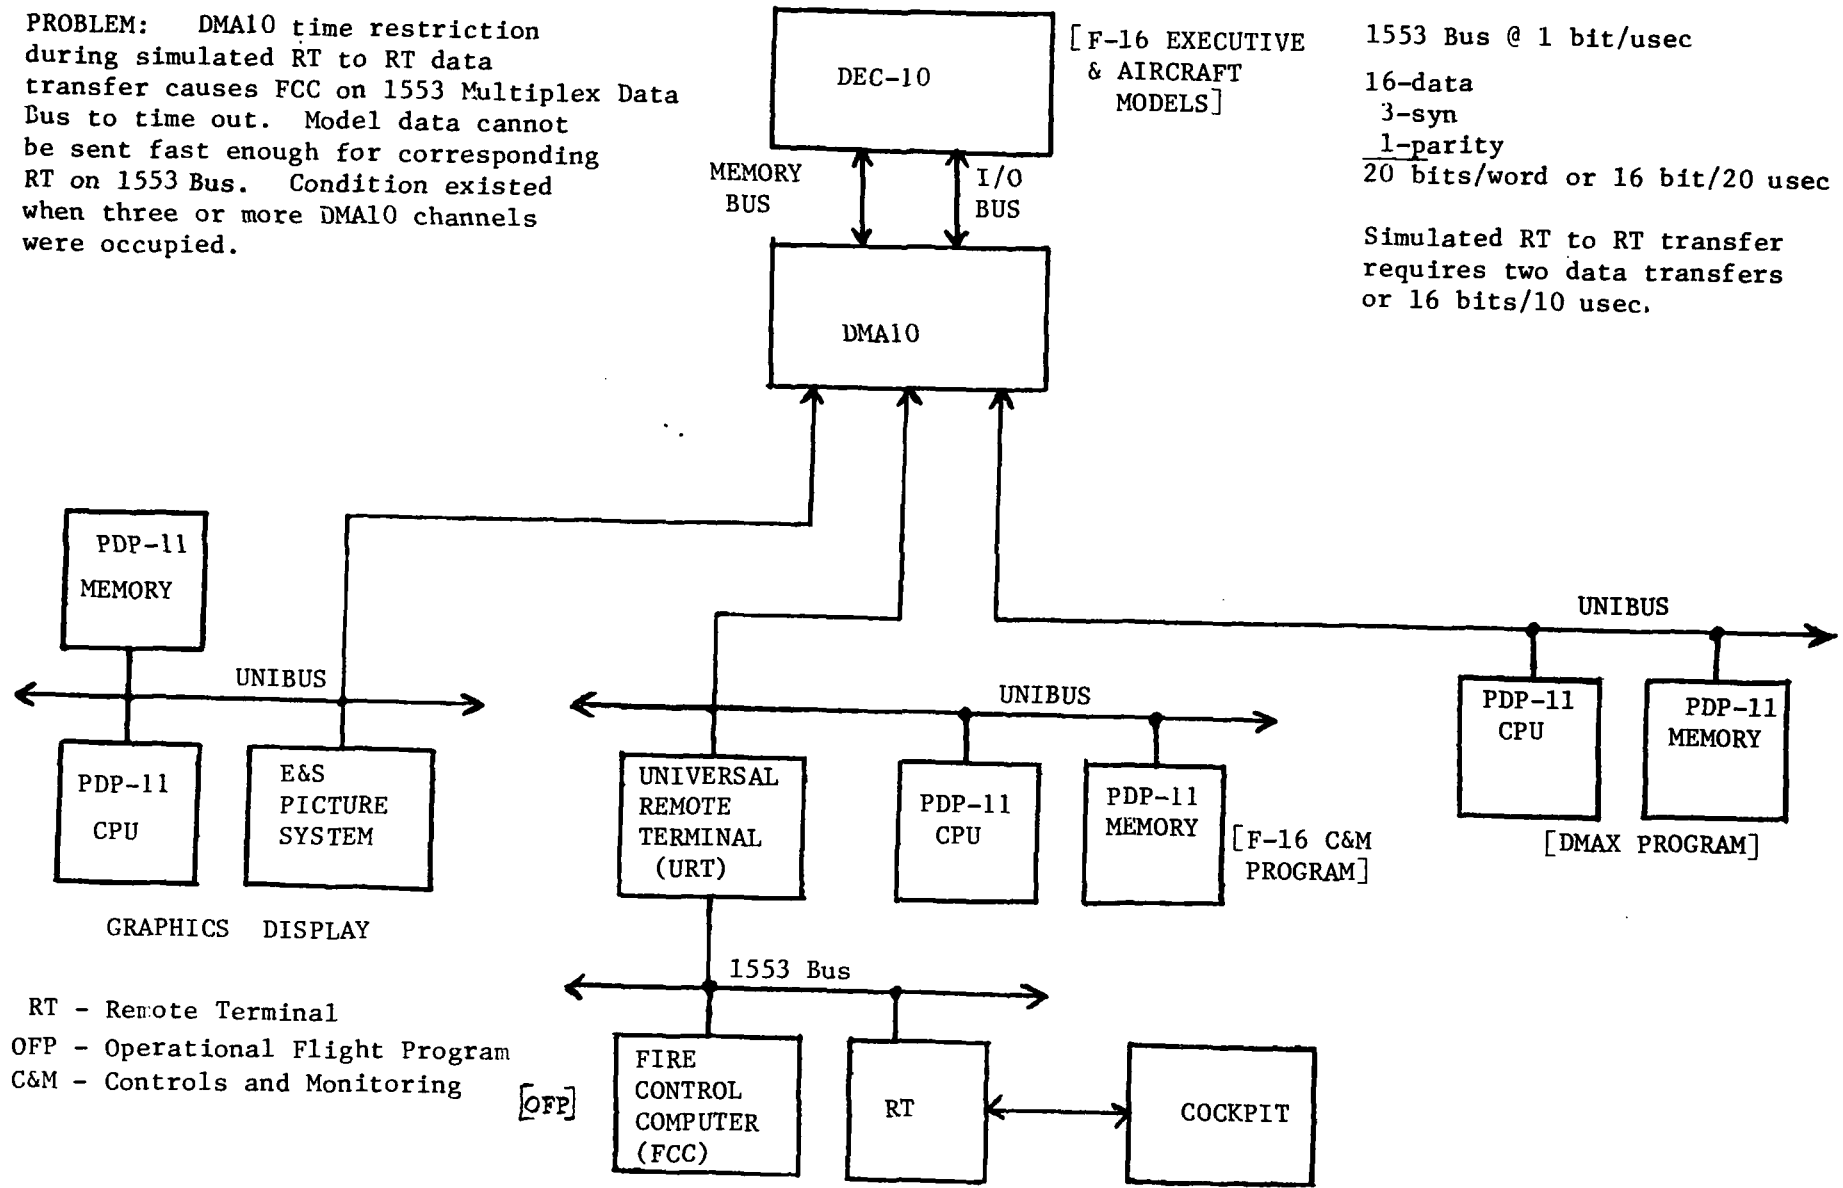 PROBLEM: DMA10 time restriction
during simulated RT to RT data
transfer causes FCC on 1553 Multiplex Data
Bus to time out. Model data cannot
be sent fast enough for corresponding
RT on 1553 Bus. Condition existed
when three or more DMA10 channels
were occupied.
DEC-10
[F-16 EXECUTIVE
& AIRCRAFT
MODELS]
1553 Bus @ 1 bit/usec
16-data
3-syn
1-parity
20 bits/word or 16 bit/20 usec
Simulated RT to RT transfer
requires two data transfers
or 16 bits/10 usec.
MEMORY
BUS
I/O
BUS
DMA10
PDP-11
MEMORY
UNIBUS
PDP-11
CPU
E&S
PICTURE
SYSTEM
GRAPHICS DISPLAY
UNIBUS
UNIVERSAL
REMOTE
TERMINAL
(URT)
PDP-11
CPU
PDP-11
MEMORY
[F-16 C&M
PROGRAM]
UNIBUS
PDP-11
CPU
PDP-11
MEMORY
[DMAX PROGRAM]
1553 Bus
RT - Remote Terminal
OFP - Operational Flight Program
C&M - Controls and Monitoring
[OFP]
FIRE
CONTROL
COMPUTER
(FCC)
RT
COCKPIT